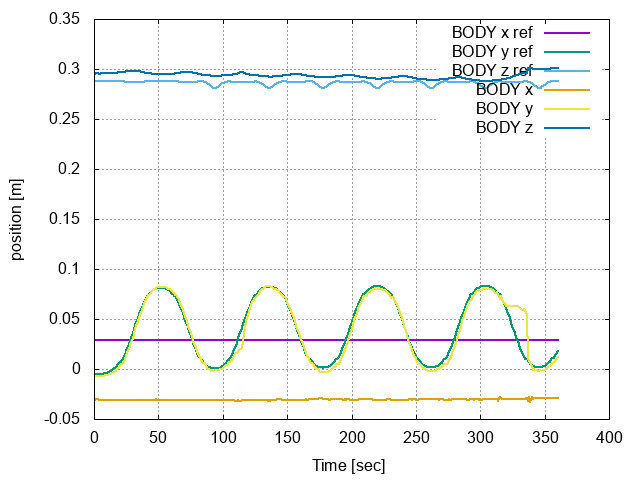 0.35
0.3
0.25
0.2
0.15
0.1
0.05
0
-0.05
position [m]
0 50 100 150 200 250 300 350 400
Time [sec]
BODY x ref
BODY y ref
BODY z ref
BODY x
BODY y
BODY z